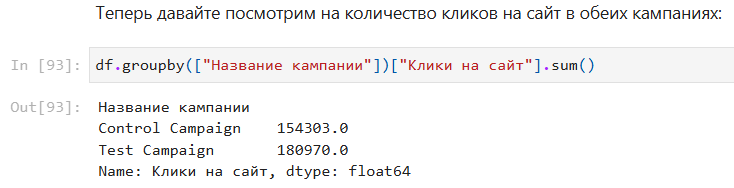 Теперь давайте посмотрим на количество кликов на сайт в обеих кампаниях:
In [93]: df.groupby(["Название кампании"])["Клики на сайт"].sum()
Out[93]: Название кампании
Control Campaign    154303.0
Test Campaign       180970.0
Name: Клики на сайт, dtype: float64